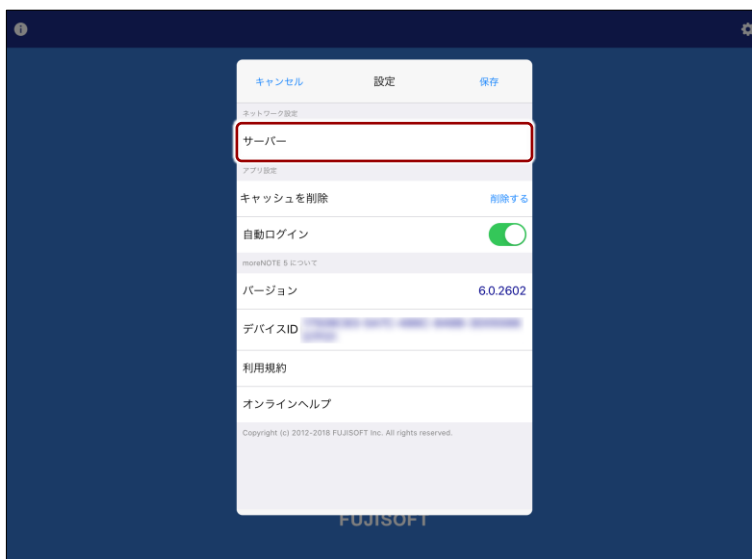 キャンセル 設定 保存
ネットワーク設定
サーバー
アプリ設定
キャッシュを削除 削除する
自動ログイン
moreNOTE 5 について
バージョン 6.0.2602
デバイスID
利用規約
オンラインヘルプ
Copyright (c) 2012-2018 FUJISOFT Inc. All rights reserved.
FUJISOFT